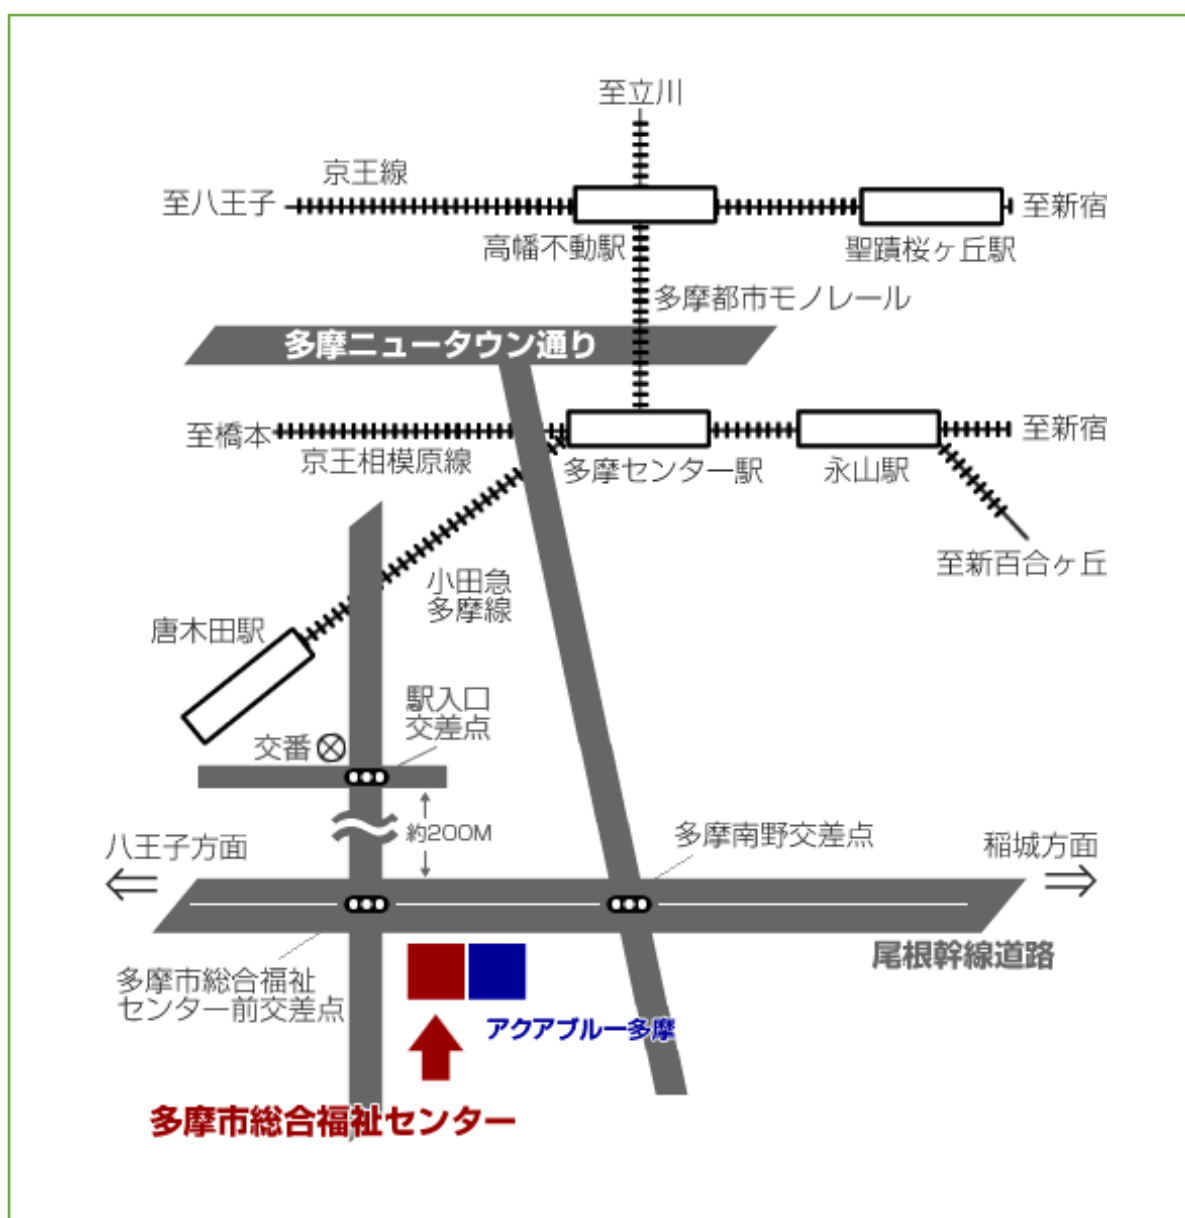 至立川
京王線
至八王子
至新宿
高幡不動駅
聖蹟桜ヶ丘駅
多摩都市モノレール
多摩ニュータウン通り
至橋本
至新宿
京王相模原線
多摩センター駅
永山駅
至新百合ヶ丘
小田急
多摩線
唐木田駅
駅入口
交差点
交番
約200M
多摩南野交差点
八王子方面
稲城方面
尾根幹線道路
多摩市総合福祉
センター前交差点
アクアブルー多摩
多摩市総合福祉センター